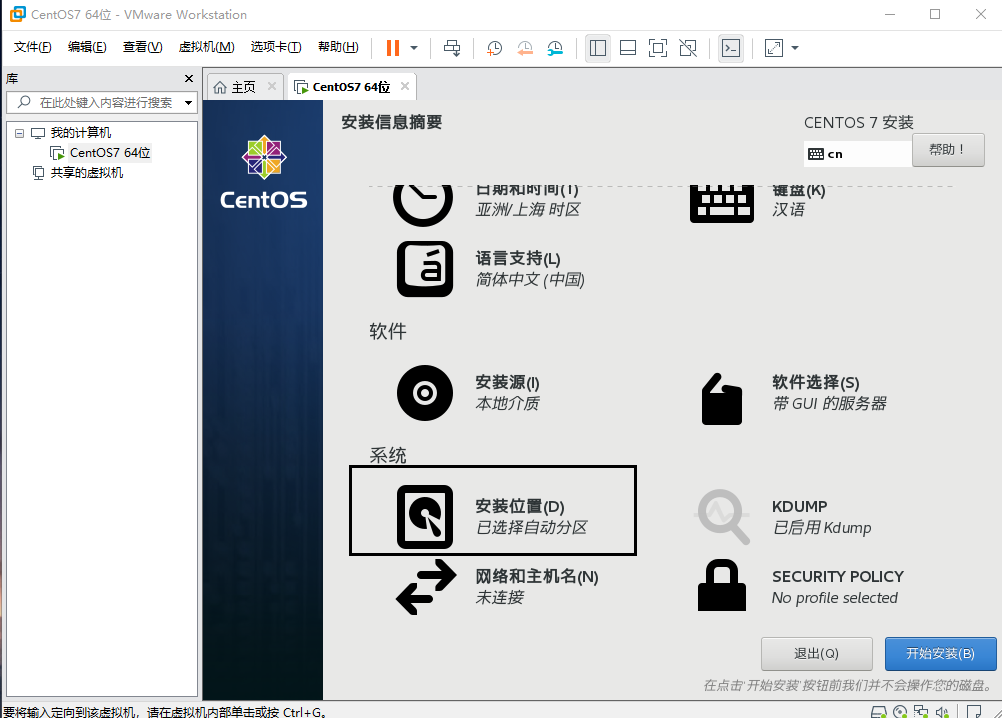 CentOS7 64位 - VMware Workstation
文件(F) 编辑(E) 查看(V) 虚拟机(M) 选项卡(T) 帮助(H)
库
在此处键入内容进行搜索
我的计算机
CentOS7 64位
共享的虚拟机
主页
CentOS7 64位
CentOS
安装信息摘要
CENTOS 7 安装
cn
帮助！
日期和时间(T)
亚洲/上海 时区
键盘(K)
汉语
语言支持(L)
简体中文 (中国)
软件
安装源(I)
本地介质
软件选择(S)
带 GUI 的服务器
系统
安装位置(D)
已选择自动分区
KDUMP
已启用 Kdump
网络和主机名(N)
未连接
SECURITY POLICY
No profile selected
退出(Q)
开始安装(B)
在点击'开始安装'按钮前我们并不会操作您的磁盘。
要将输入定向到该虚拟机，请在虚拟机内部单击或按 Ctrl+G。